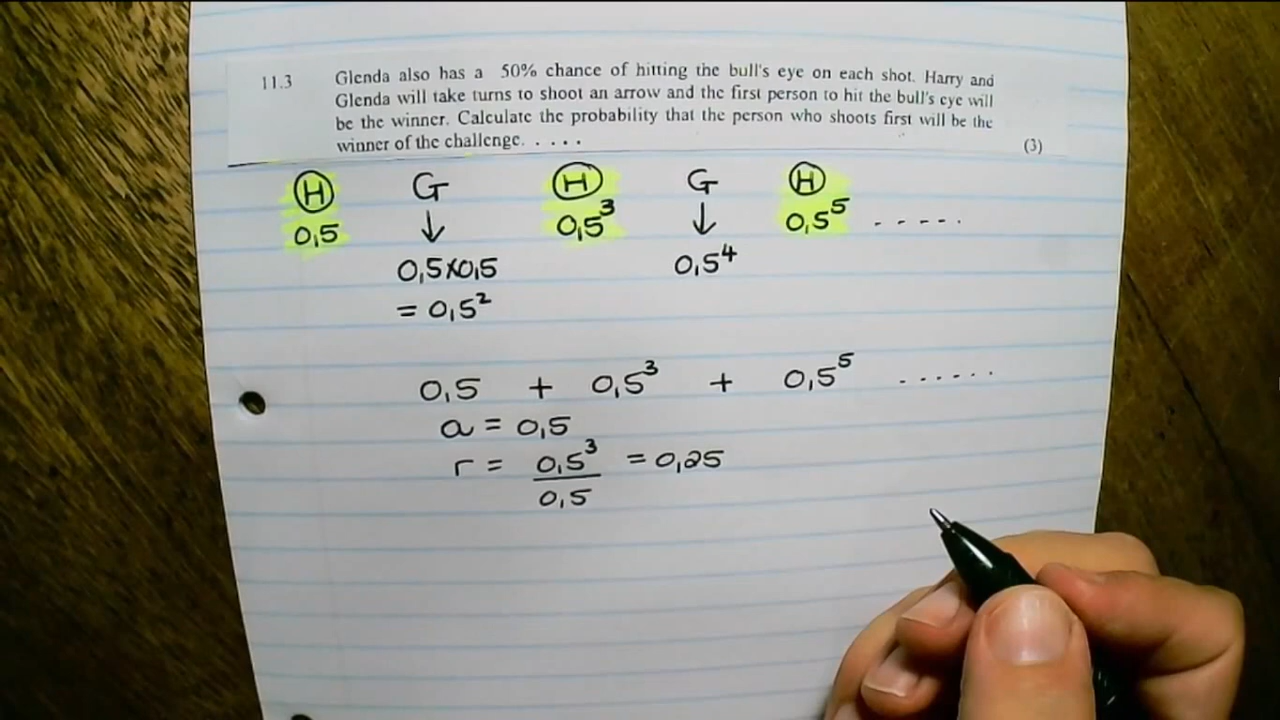 11.3 Glenda also has a 50% chance of hitting the bull's eye on each shot. Harry and
Glenda will take turns to shoot an arrow and the first person to hit the bull's eye will
be the winner. Calculate the probability that the person who shoots first will be the
winner of the challenge. . . . . (3)
H G H G H
0,5 ↓ 0,5³ ↓ 0,5⁵ - - - - -
0,5×0,5 0,5⁴
= 0,5²
0,5 + 0,5³ + 0,5⁵ . . . . . .
a = 0,5
r = 0,5³ = 0,25
0,5